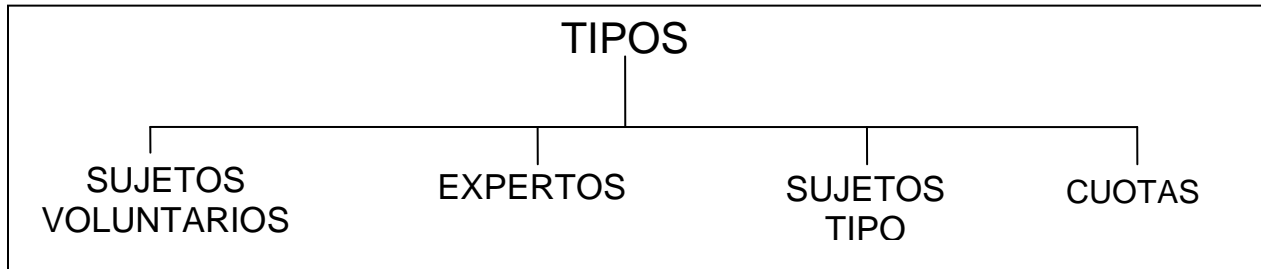 TIPOS
SUJETOS
VOLUNTARIOS
EXPERTOS
SUJETOS
TIPO
CUOTAS